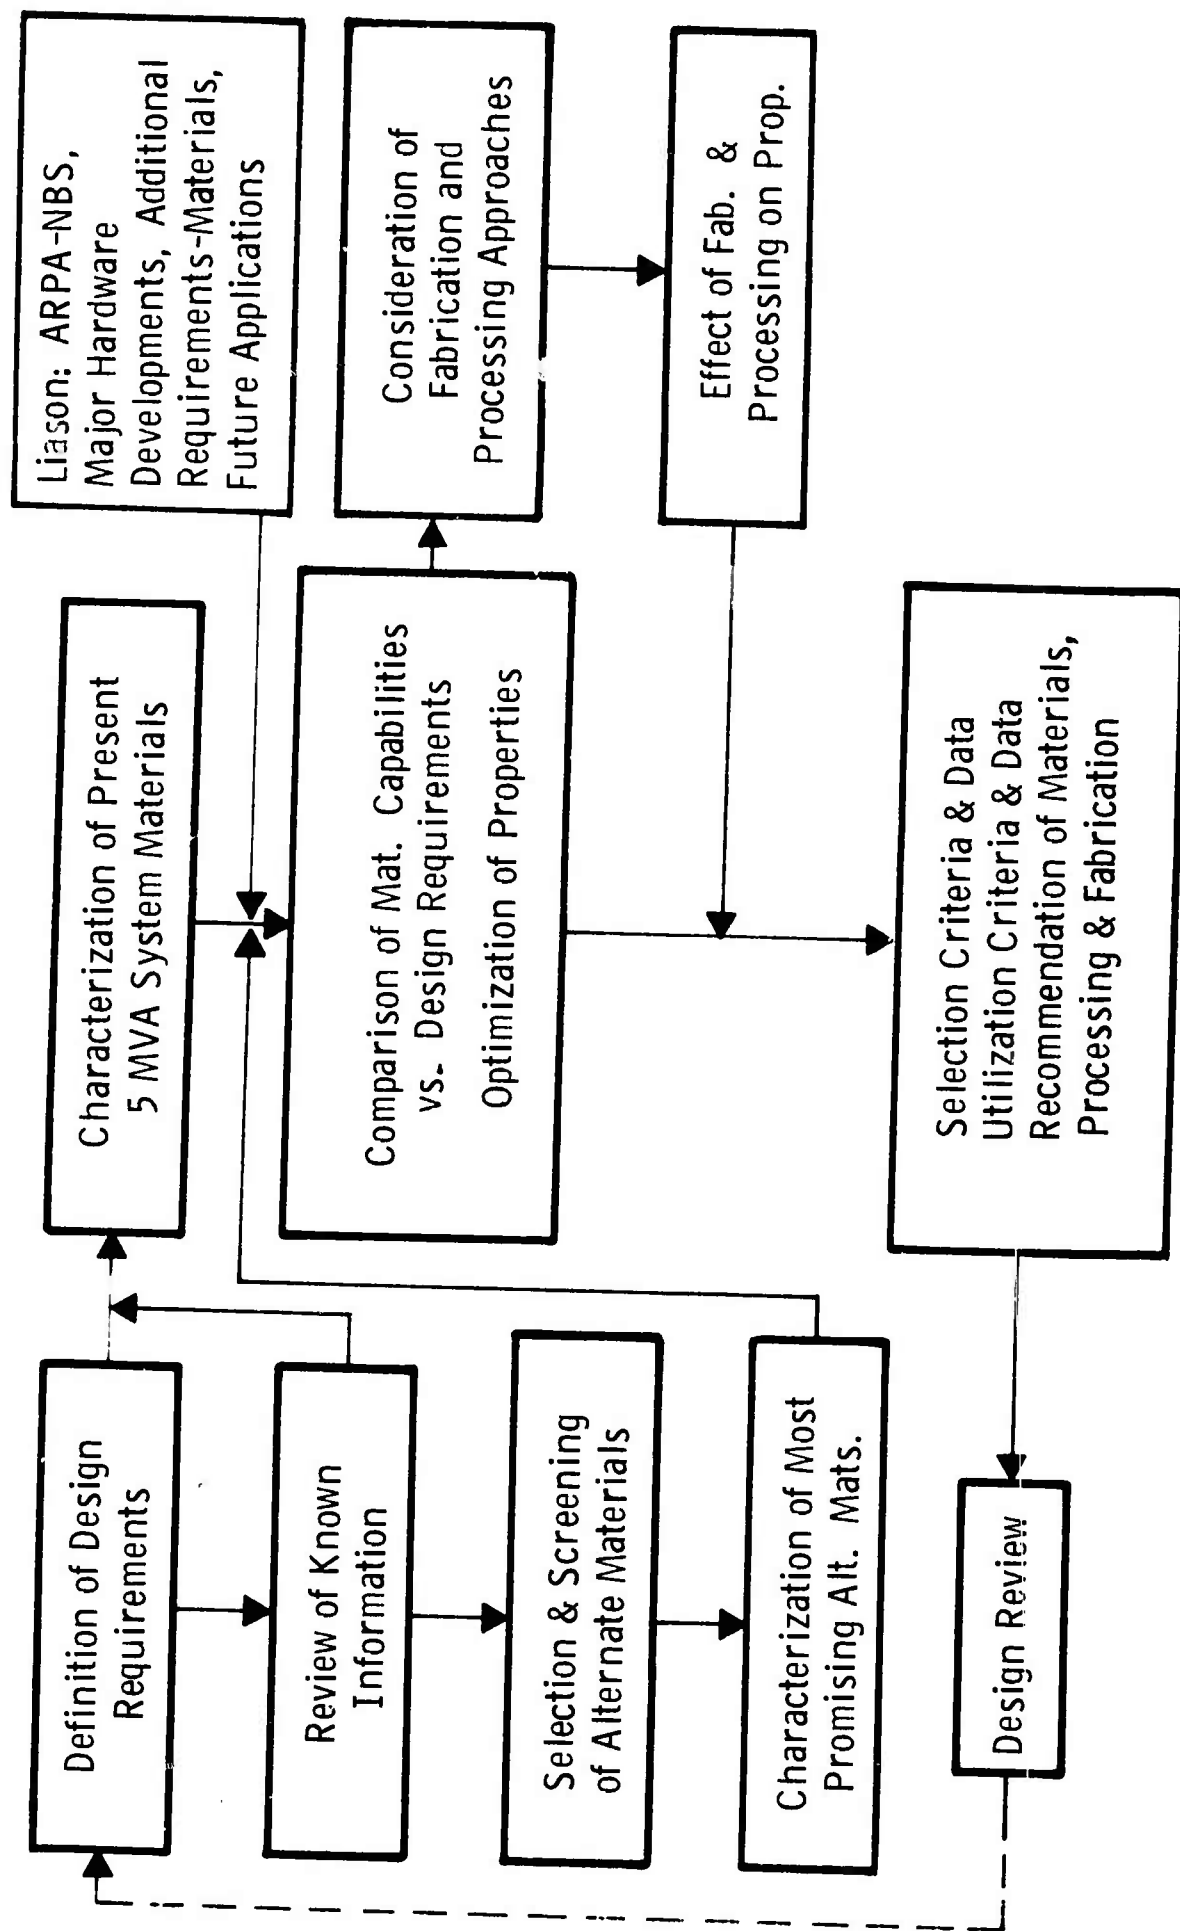 Definition of Design
Requirements
Review of Known
Information
Selection & Screening
of Alternate Materials
Characterization of Most
Promising Alt. Mats.
Design Review
Characterization of Present
5 MVA System Materials
Comparison of Mat. Capabilities
vs. Design Requirements
Optimization of Properties
Selection Criteria & Data
Utilization Criteria & Data
Recommendation of Materials,
Processing & Fabrication
Liason: ARPA-NBS,
Major Hardware
Developments, Additional
Requirements-Materials,
Future Applications
Consideration of
Fabrication and
Processing Approaches
Effect of Fab. &
Processing on Prop.